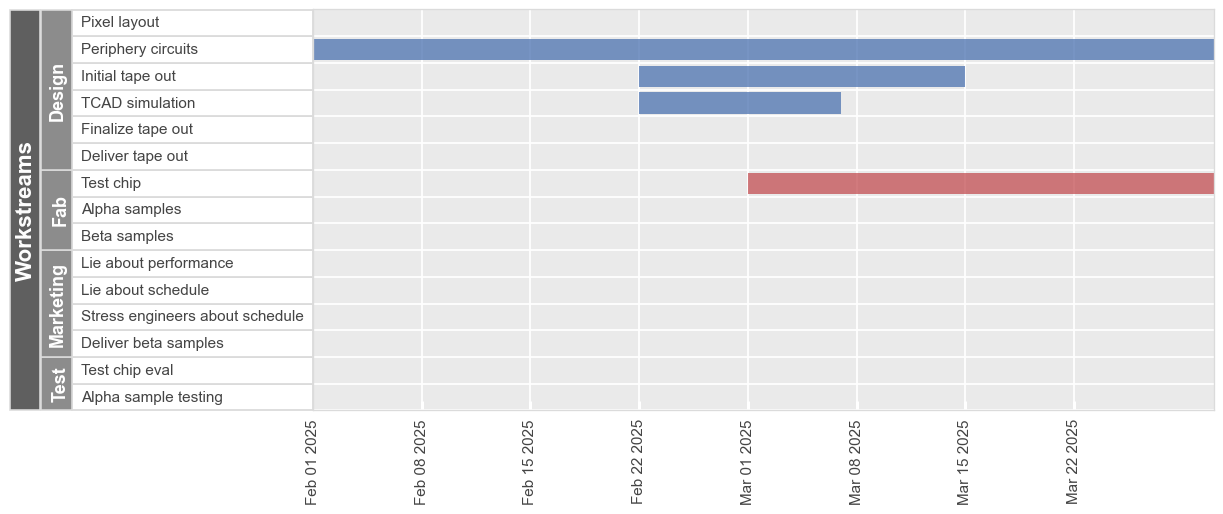 Workstreams
Design
Pixel layout
Periphery circuits
Initial tape out
TCAD simulation
Finalize tape out
Deliver tape out
Fab
Test chip
Alpha samples
Beta samples
Marketing
Lie about performance
Lie about schedule
Stress engineers about schedule
Deliver beta samples
Test
Test chip eval
Alpha sample testing
Feb 01 2025
Feb 08 2025
Feb 15 2025
Feb 22 2025
Mar 01 2025
Mar 08 2025
Mar 15 2025
Mar 22 2025